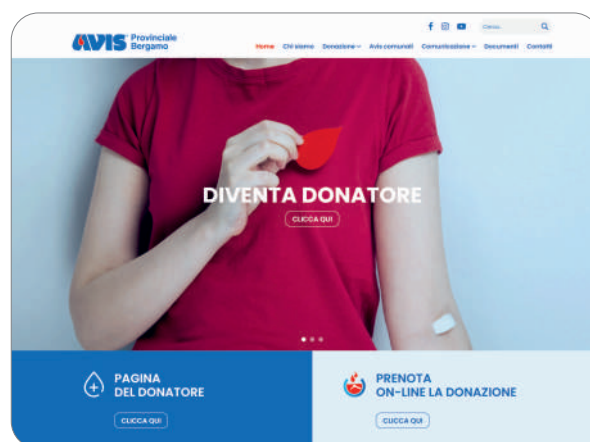 AVIS Provinciale
Bergamo
Cerca...
Home Chi siamo Donazione Avis comunali Comunicazione Documenti Contatti
DIVENTA DONATORE
CLICCA QUI
PAGINA
DEL DONATORE
CLICCA QUI
PRENOTA
ON-LINE LA DONAZIONE
CLICCA QUI